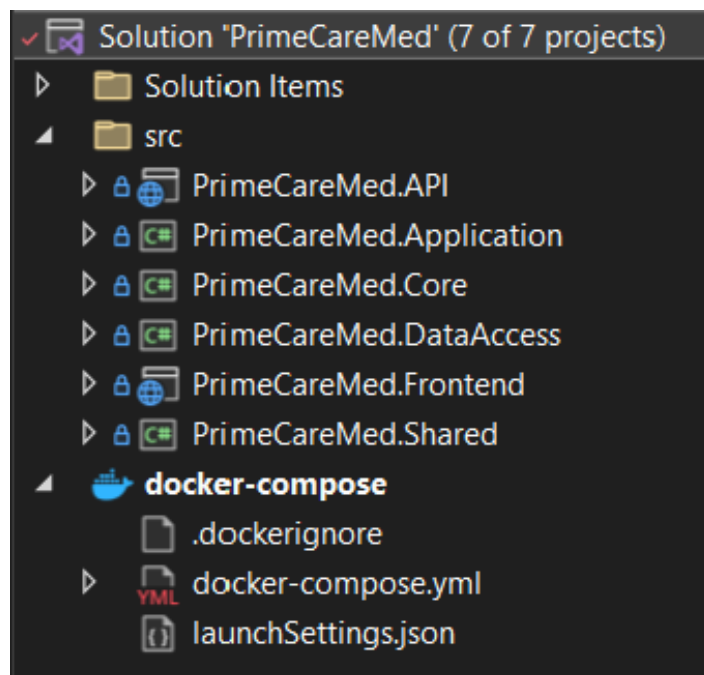 Solution 'PrimeCareMed' (7 of 7 projects)
Solution Items
src
PrimeCareMed.API
C# PrimeCareMed.Application
C# PrimeCareMed.Core
C# PrimeCareMed.DataAccess
PrimeCareMed.Frontend
C# PrimeCareMed.Shared
docker-compose
.dockerignore
YML docker-compose.yml
launchSettings.json